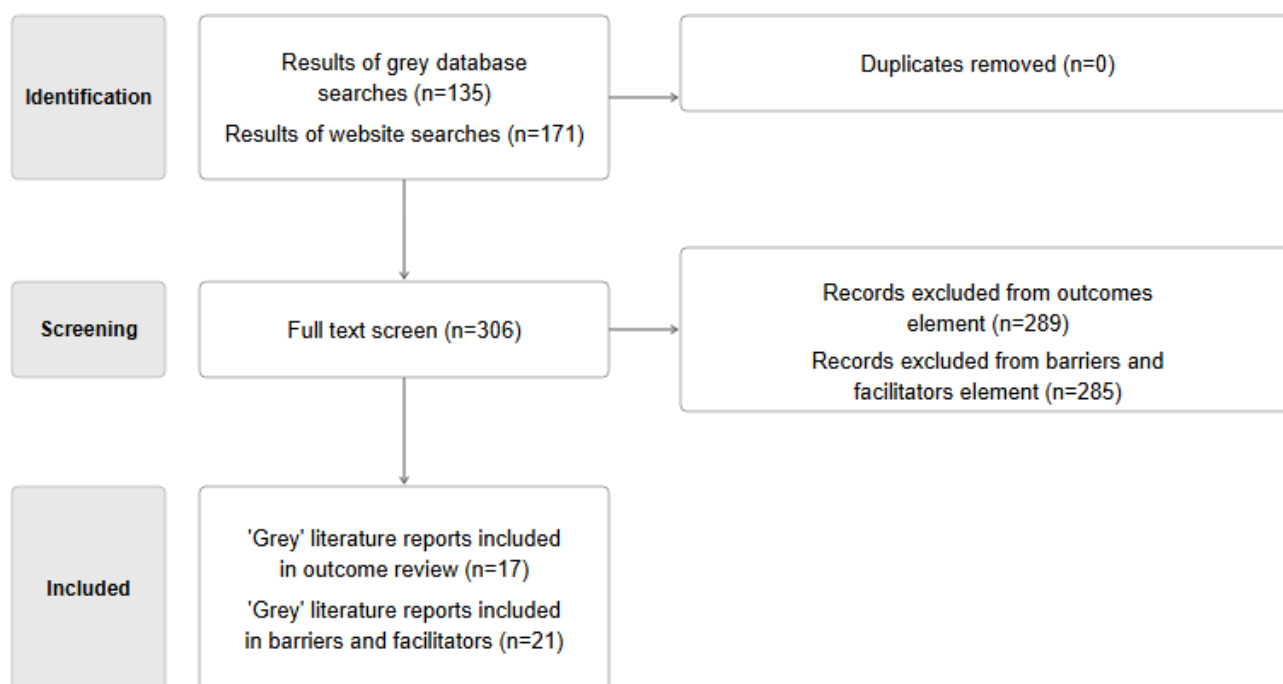 Identification
Results of grey database
searches (n=135)
Results of website searches (n=171)
Duplicates removed (n=0)
Screening
Full text screen (n=306)
Records excluded from outcomes
element (n=289)
Records excluded from barriers and
facilitators element (n=285)
Included
'Grey' literature reports included
in outcome review (n=17)
'Grey' literature reports included
in barriers and facilitators (n=21)